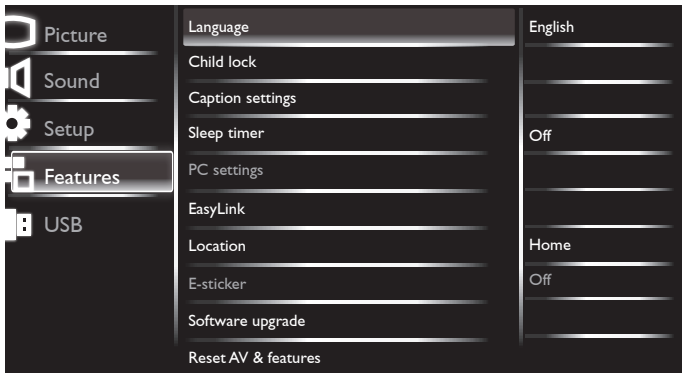 Picture
Sound
Setup
Features
USB
Language English
Child lock
Caption settings
Sleep timer Off
PC settings
EasyLink
Location Home
E-sticker Off
Software upgrade
Reset AV & features